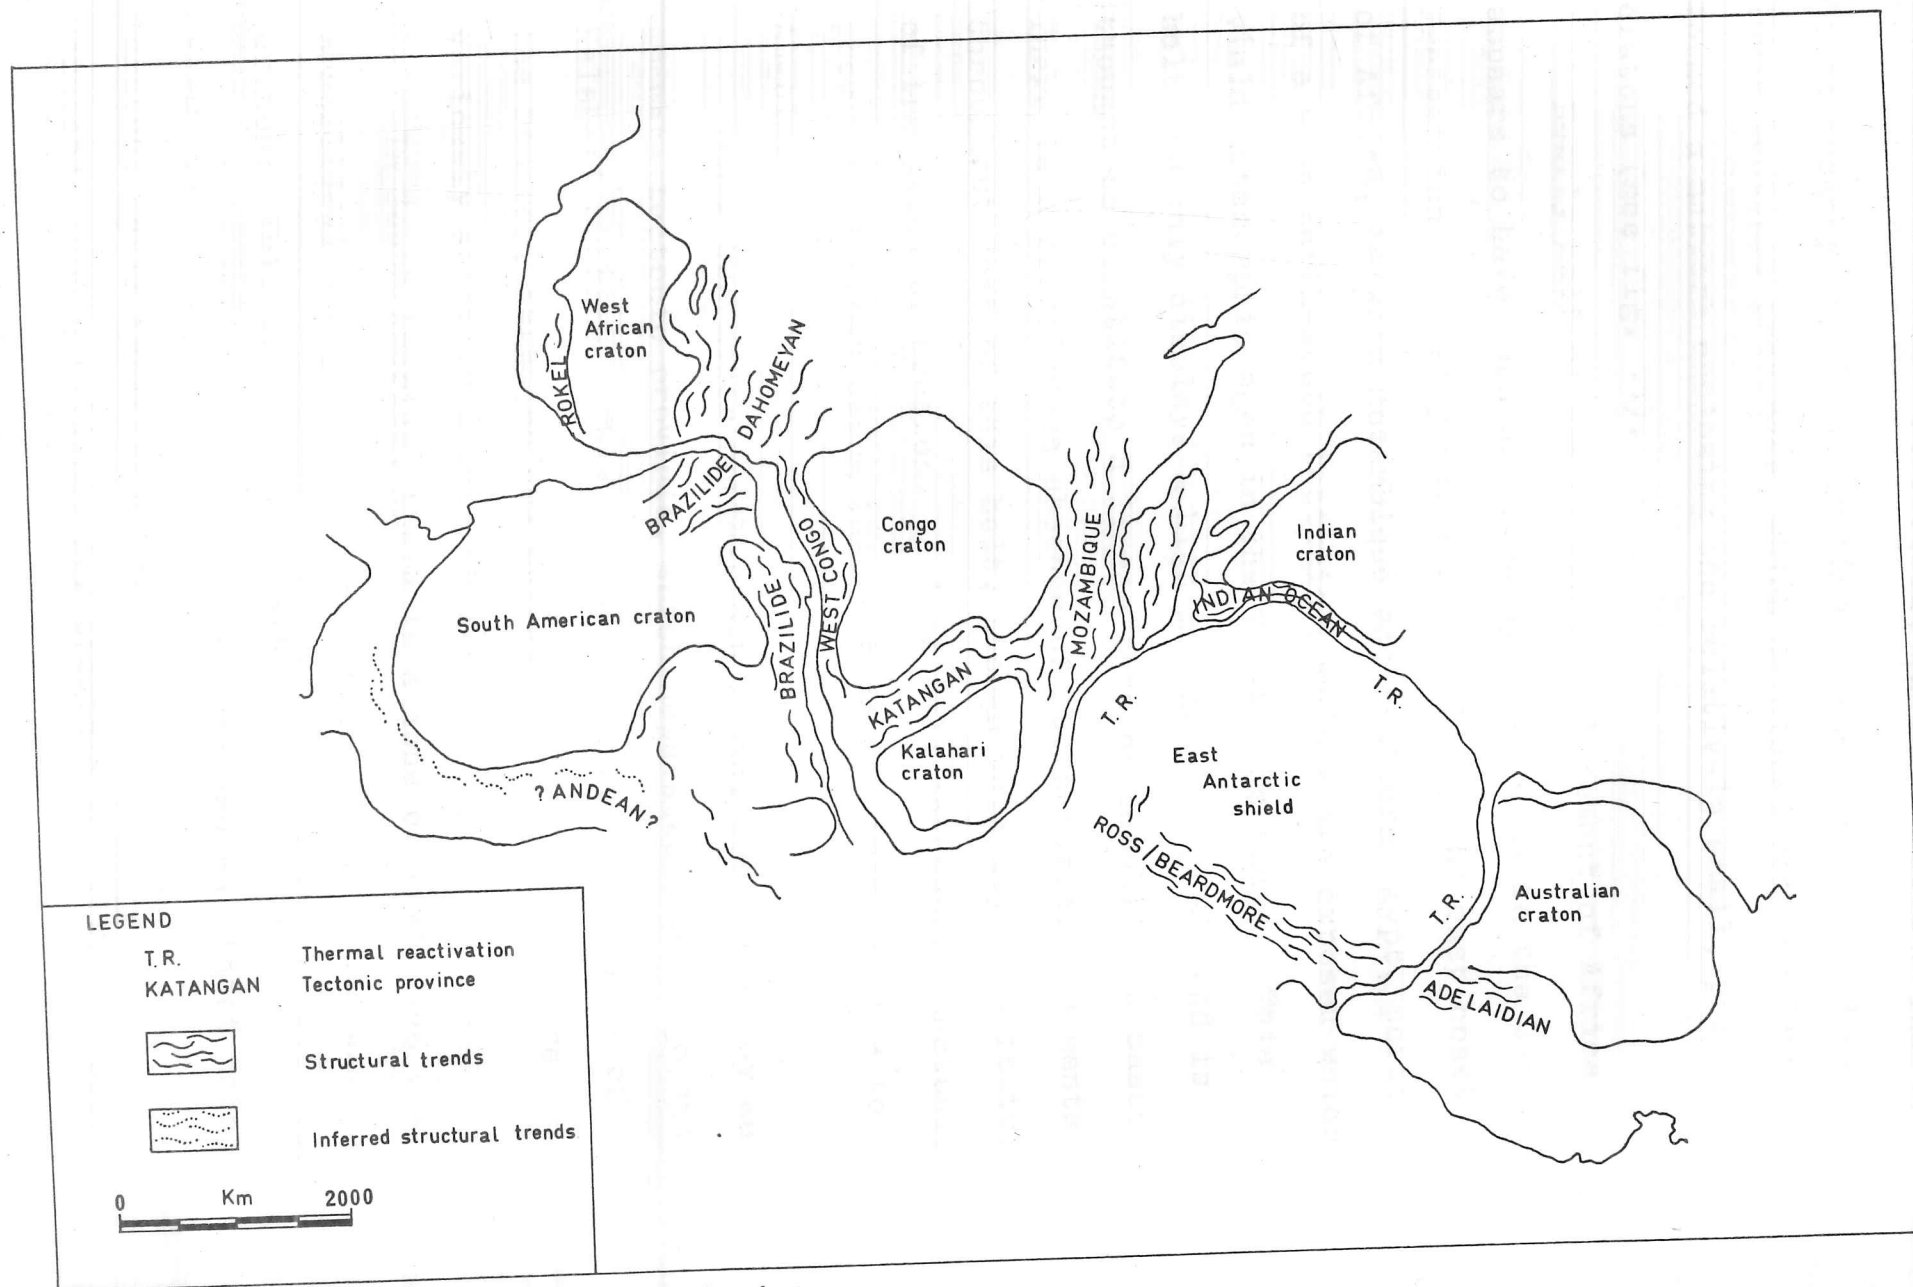 West
African
craton
ROKEL
DAHOMEYAN
BRAZILIDE
BRAZILIDE
WEST CONGO
Congo
craton
MOZAMBIQUE
Indian
craton
INDIAN OCEAN
South American craton
KATANGAN
Kalahari
craton
T.R.
T.R.
East
Antarctic
shield
? ANDEAN ?
ROSS/BEARDMORE
T.R.
Australian
craton
ADELAIDIAN
LEGEND
T.R. Thermal reactivation
KATANGAN Tectonic province
Structural trends
Inferred structural trends
0 Km 2000